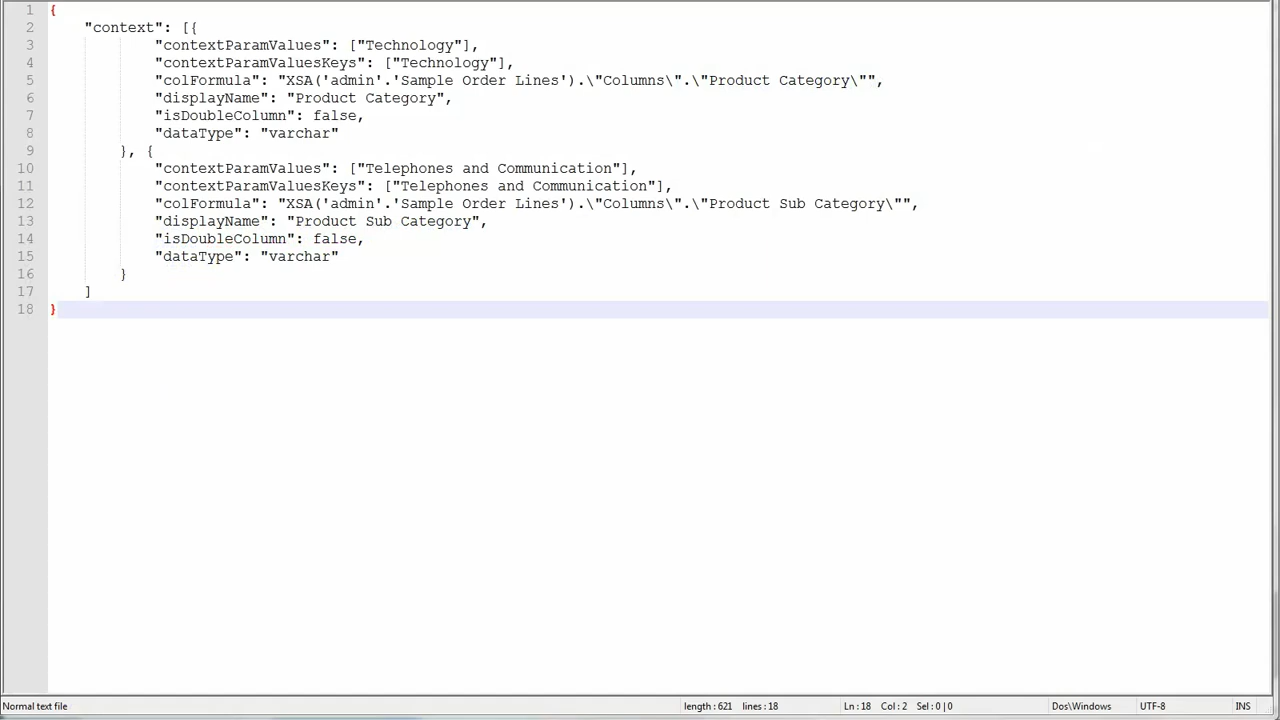 1 {
2 "context": [{
3 "contextParamValues": ["Technology"],
4 "contextParamValuesKeys": ["Technology"],
5 "colFormula": "XSA('admin'.'Sample Order Lines').\"Columns\".\"Product Category\"",
6 "displayName": "Product Category",
7 "isDoubleColumn": false,
8 "dataType": "varchar"
9 }, {
10 "contextParamValues": ["Telephones and Communication"],
11 "contextParamValuesKeys": ["Telephones and Communication"],
12 "colFormula": "XSA('admin'.'Sample Order Lines').\"Columns\".\"Product Sub Category\"",
13 "displayName": "Product Sub Category",
14 "isDoubleColumn": false,
15 "dataType": "varchar"
16 }
17 ]
18 }
Normal text file length : 621 lines : 18 Ln : 18 Col : 2 Sel : 0 | 0 Dos\Windows UTF-8 INS